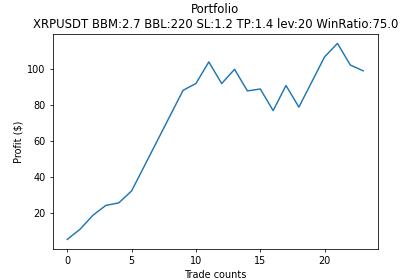 Portfolio
XRPUSDT BBM:2.7 BBL:220 SL:1.2 TP:1.4 lev:20 WinRatio:75.0
100
80
60
40
20
Profit ($)
0 5 10 15 20
Trade counts